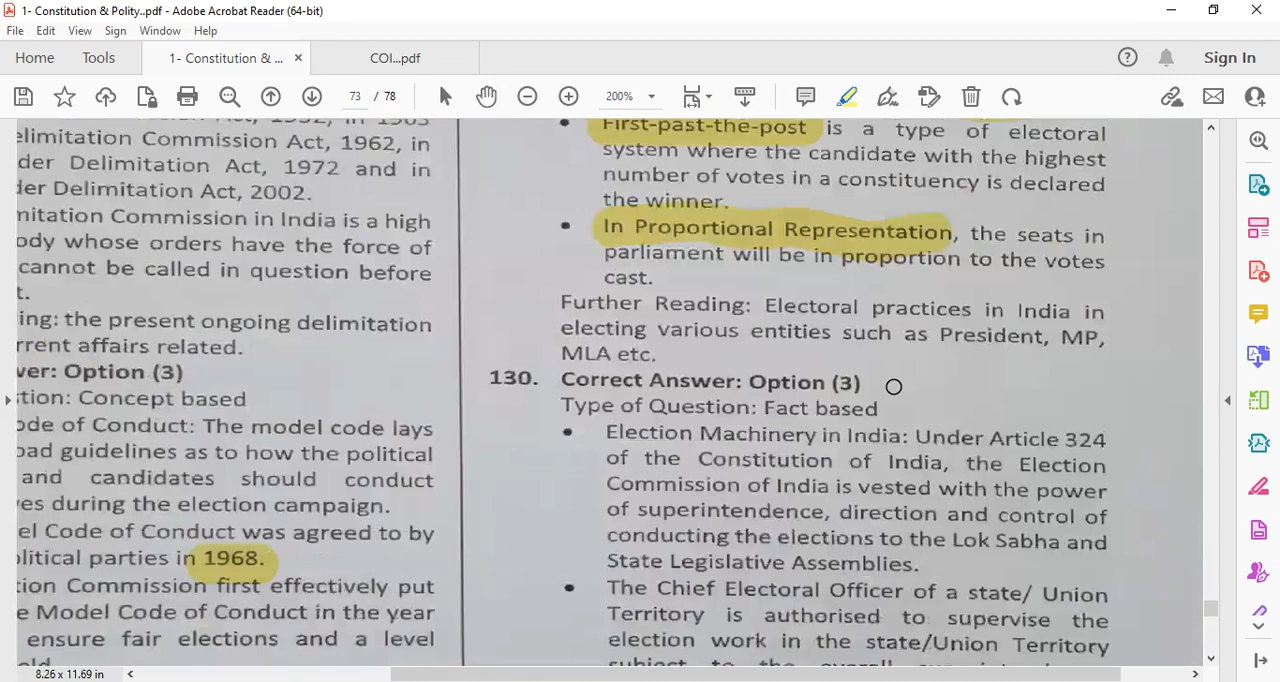 1- Constitution & Polity..pdf - Adobe Acrobat Reader (64-bit)
File Edit View Sign Window Help
Home Tools 1- Constitution & ... × COI...pdf Sign In
73 / 78 200%
elimitation Commission Act, 1962, in
der Delimitation Act, 1972 and in
der Delimitation Act, 2002.
mitation Commission in India is a high
ody whose orders have the force of
cannot be called in question before
t.
ing: the present ongoing delimitation
rrent affairs related.
ver: Option (3)
stion: Concept based
ode of Conduct: The model code lays
oad guidelines as to how the political
and candidates should conduct
ves during the election campaign.
el Code of Conduct was agreed to by
olitical parties in 1968.
tion Commission first effectively put
e Model Code of Conduct in the year
ensure fair elections and a level
• First-past-the-post is a type of electoral
system where the candidate with the highest
number of votes in a constituency is declared
the winner.
• In Proportional Representation, the seats in
parliament will be in proportion to the votes
cast.
Further Reading: Electoral practices in India in
electing various entities such as President, MP,
MLA etc.
130. Correct Answer: Option (3)
Type of Question: Fact based
• Election Machinery in India: Under Article 324
of the Constitution of India, the Election
Commission of India is vested with the power
of superintendence, direction and control of
conducting the elections to the Lok Sabha and
State Legislative Assemblies.
• The Chief Electoral Officer of a state/ Union
Territory is authorised to supervise the
election work in the state/Union Territory
8.26 x 11.69 in